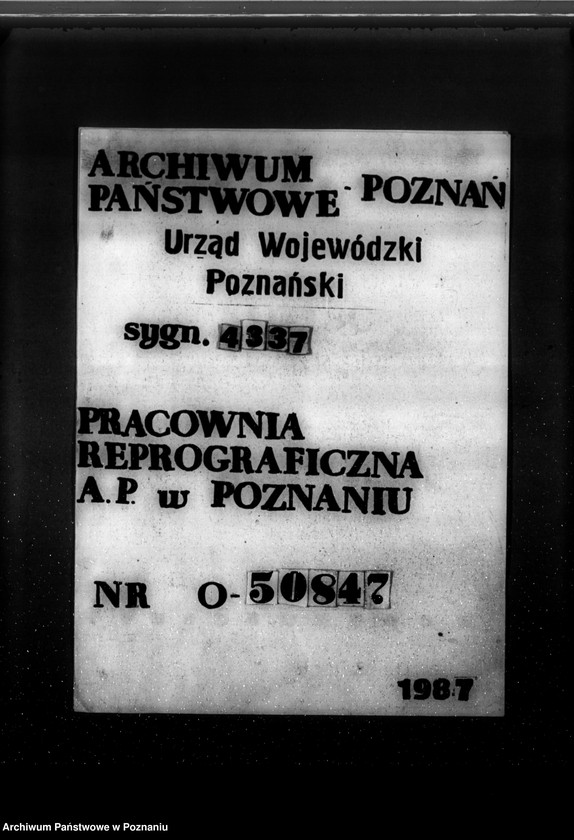 ARCHIWUM
PAŃSTWOWE - POZNAŃ
Urząd Wojewódzki
Poznański
sygn. 4337
PRACOWNIA
REPROGRAFICZNA
A.P. w POZNANIU
NR O-50847
1987
Archiwum Państwowe w Poznaniu